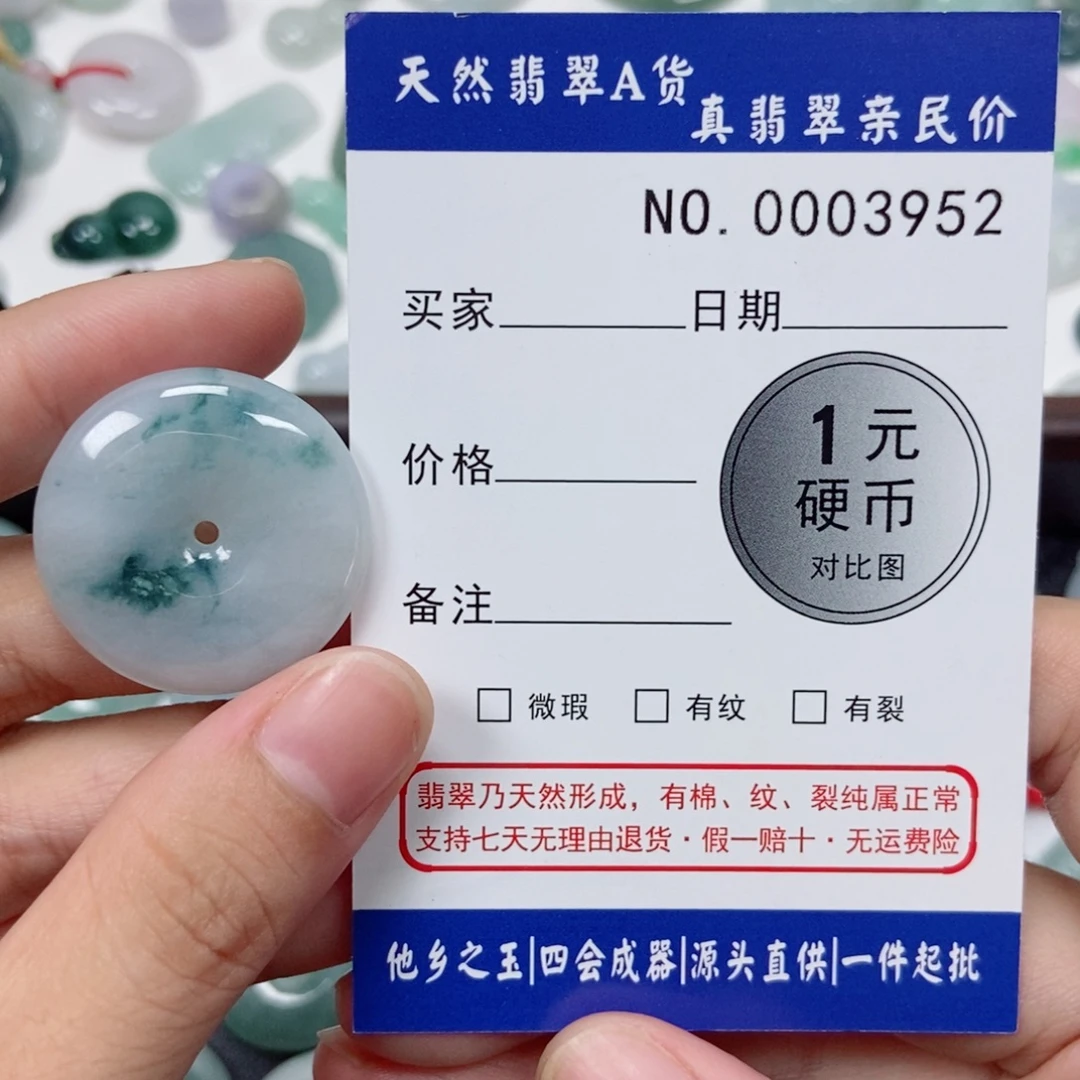 天然翡翠A货
真翡翠亲民价
NO. 0003952
买家 日期
价格
1元
硬币
对比图
备注
微瑕 有纹 有裂
翡翠乃天然形成，有棉、纹、裂纯属正常
支持七天无理由退货·假一赔十·无运费险
他乡之玉|四会成器|源头直供|一件起批